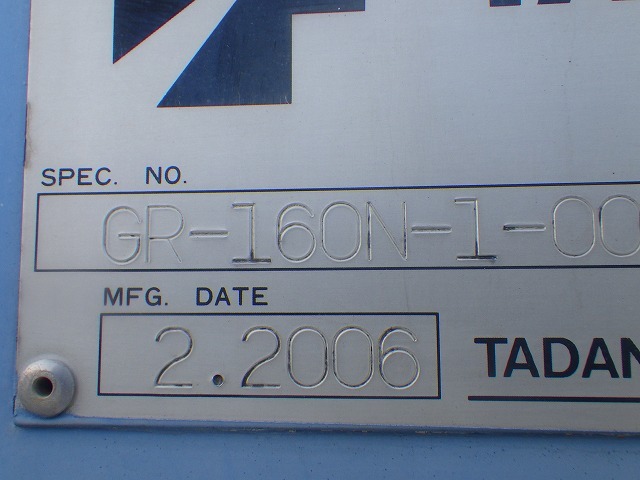 SPEC. NO.
GR-160N-1-00
MFG. DATE
2.2006
TADAN